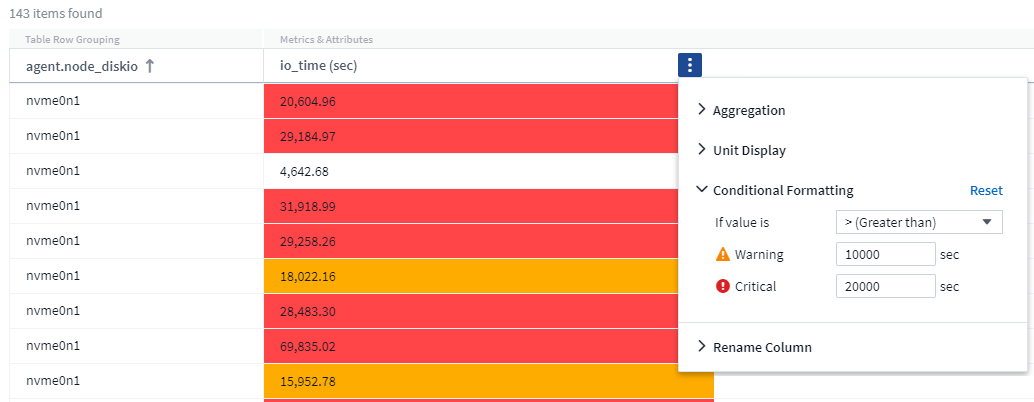 143 items found
Table Row Grouping Metrics & Attributes
agent.node_diskio ↑ io_time (sec)
nvme0n1 20,604.96
nvme0n1 29,184.97
nvme0n1 4,642.68
nvme0n1 31,918.99
nvme0n1 29,258.26
nvme0n1 18,022.16
nvme0n1 28,483.30
nvme0n1 69,835.02
nvme0n1 15,952.78
Aggregation
Unit Display
Conditional Formatting Reset
If value is > (Greater than)
Warning 10000 sec
Critical 20000 sec
Rename Column